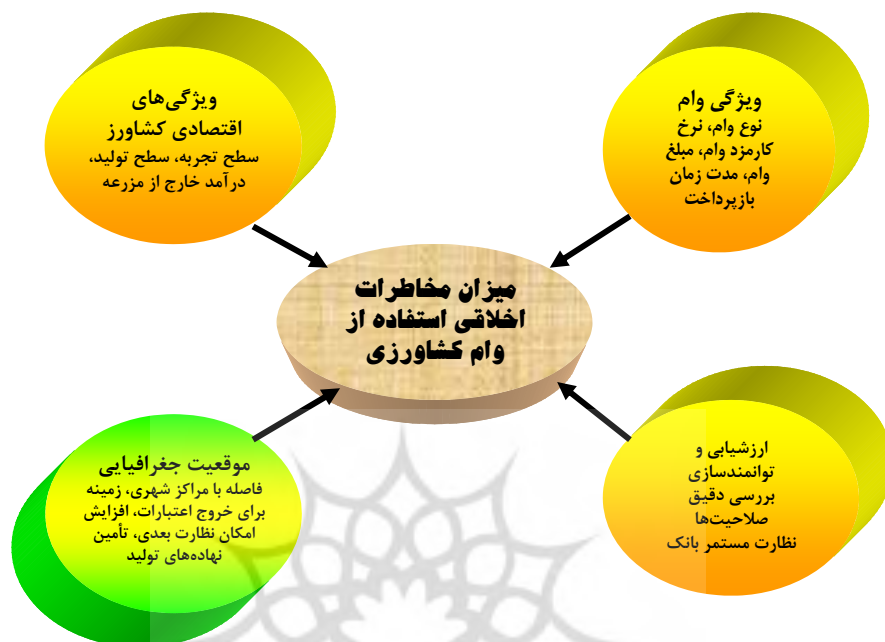 ویژگی وام
نوع وام، نرخ
کارمزد وام، مبلغ
وام، مدت زمان
بازپرداخت
ویژگی‌های
اقتصادی کشاورز
سطح تجربه، سطح تولید،
درآمد خارج از مزرعه
میزان مخاطرات
اخلاقی استفاده از
وام کشاورزی
ارزشیابی و
توانمندسازی
بررسی دقیق
صلاحیت‌ها
نظارت مستمر بانک
موقعیت جغرافیایی
فاصله با مراکز شهری، زمینه
برای خروج اعتبارات، افزایش
امکان نظارت بعدی، تأمین
نهاده‌های تولید